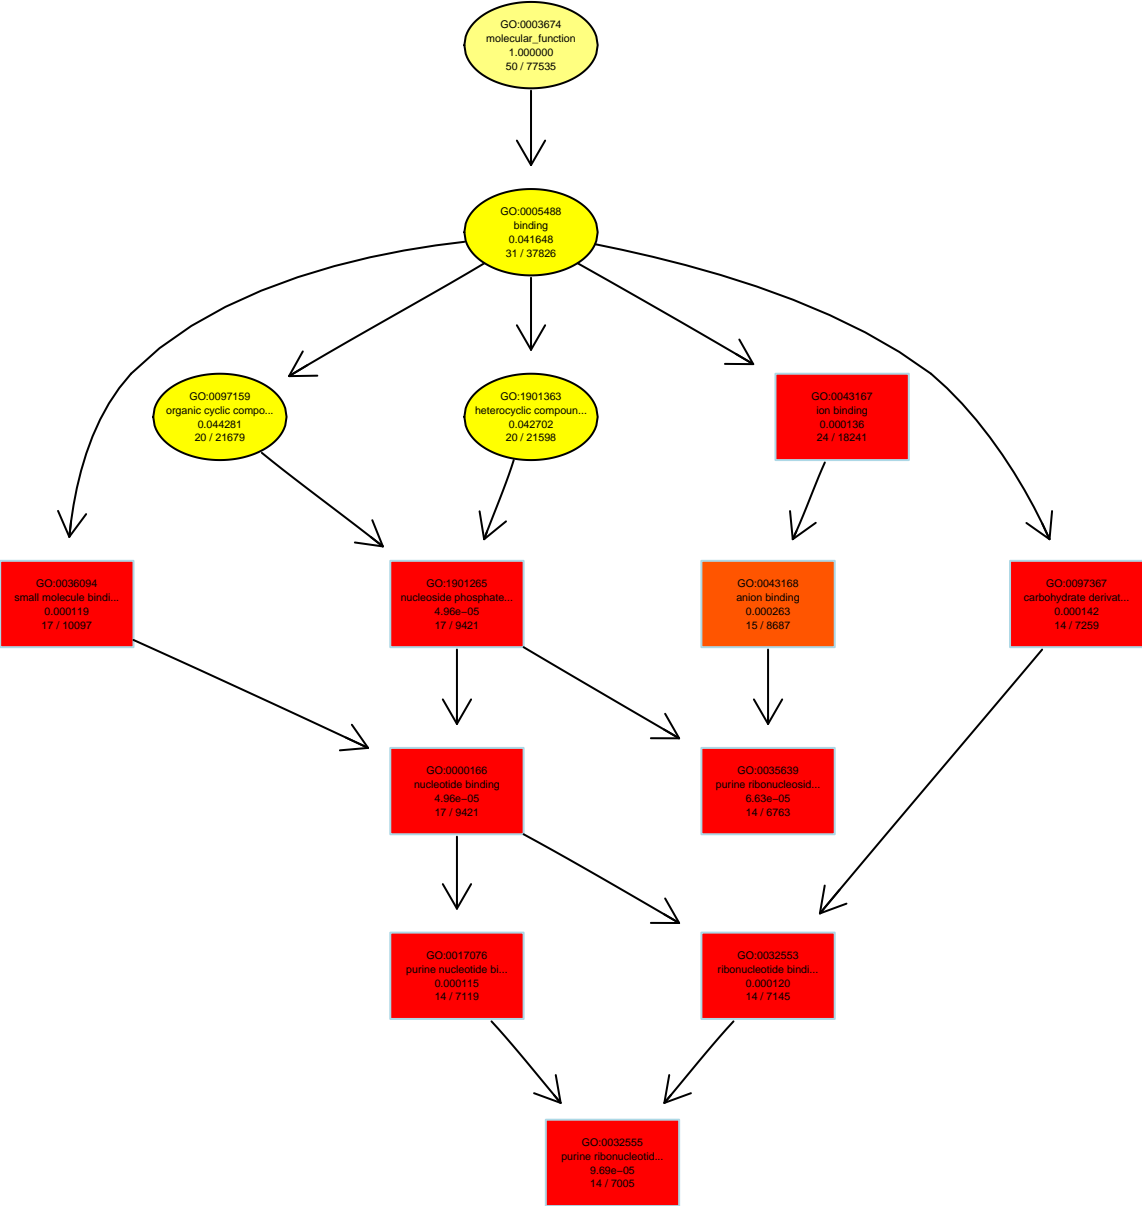 GO:0003674
molecular_function
1.000000
50 / 77535
GO:0005488
binding
0.041648
31 / 37826
GO:0097159
organic cyclic compo...
0.044281
20 / 21679
GO:1901363
heterocyclic compoun...
0.042702
20 / 21598
GO:0043167
ion binding
0.000136
24 / 18241
GO:0036094
small molecule bindi...
0.000119
17 / 10097
GO:1901265
nucleoside phosphate...
4.96e−05
17 / 9421
GO:0043168
anion binding
0.000263
15 / 8687
GO:0097367
carbohydrate derivat...
0.000142
14 / 7259
GO:0000166
nucleotide binding
4.96e−05
17 / 9421
GO:0035639
purine ribonucleosid...
6.63e−05
14 / 6763
GO:0017076
purine nucleotide bi...
0.000115
14 / 7119
GO:0032553
ribonucleotide bindi...
0.000120
14 / 7145
GO:0032555
purine ribonucleotid...
9.69e−05
14 / 7005